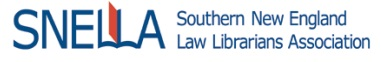 SNELLA
Southern New England
Law Librarians Association